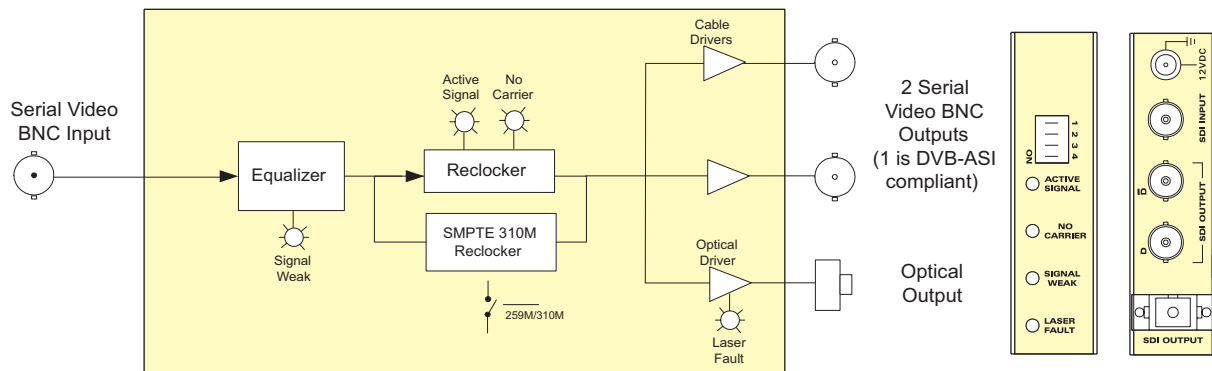 Serial Video
BNC Input
Equalizer
Signal
Weak
Active
Signal
No
Carrier
Reclocker
SMPTE 310M
Reclocker
259M/310M
Cable
Drivers
Optical
Driver
Laser
Fault
2 Serial
Video BNC
Outputs
(1 is DVB-ASI
compliant)
Optical
Output
NO
1
2
3
4
ACTIVE
SIGNAL
NO
CARRIER
SIGNAL
WEAK
LASER
FAULT
12VDC
SDI INPUT
D
D
SDI OUTPUT
SDI OUTPUT